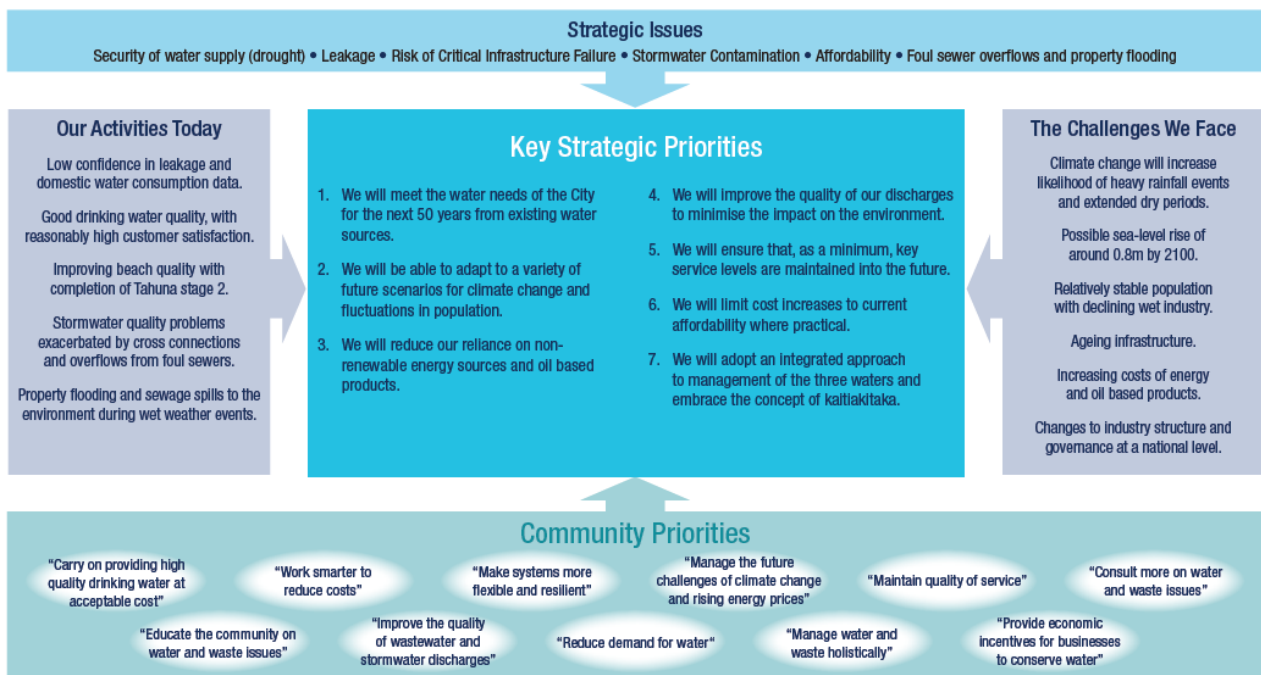 Strategic Issues
Security of water supply (drought) • Leakage • Risk of Critical Infrastructure Failure • Stormwater Contamination • Affordability • Foul sewer overflows and property flooding
Our Activities Today
Low confidence in leakage and
domestic water consumption data.
Good drinking water quality, with
reasonably high customer satisfaction.
Improving beach quality with
completion of Tahuna stage 2.
Stormwater quality problems
exacerbated by cross connections
and overflows from foul sewers.
Property flooding and sewage spills to the
environment during wet weather events.
Key Strategic Priorities
1. We will meet the water needs of the City
for the next 50 years from existing water
sources.
2. We will be able to adapt to a variety of
future scenarios for climate change and
fluctuations in population.
3. We will reduce our reliance on non-
renewable energy sources and oil based
products.
4. We will improve the quality of our discharges
to minimise the impact on the environment.
5. We will ensure that, as a minimum, key
service levels are maintained into the future.
6. We will limit cost increases to current
affordability where practical.
7. We will adopt an integrated approach
to management of the three waters and
embrace the concept of kaitiakitaka.
The Challenges We Face
Climate change will increase
likelihood of heavy rainfall events
and extended dry periods.
Possible sea-level rise of
around 0.8m by 2100.
Relatively stable population
with declining wet industry.
Ageing infrastructure.
Increasing costs of energy
and oil based products.
Changes to industry structure and
governance at a national level.
Community Priorities
“Carry on providing high
quality drinking water at
acceptable cost”
“Work smarter to
reduce costs”
“Make systems more
flexible and resilient”
“Manage the future
challenges of climate change
and rising energy prices”
“Maintain quality of service”
“Consult more on water
and waste issues”
“Educate the community on
water and waste issues”
“Improve the quality
of wastewater and
stormwater discharges”
“Reduce demand for water“
“Manage water and
waste holistically”
“Provide economic
incentives for businesses
to conserve water”